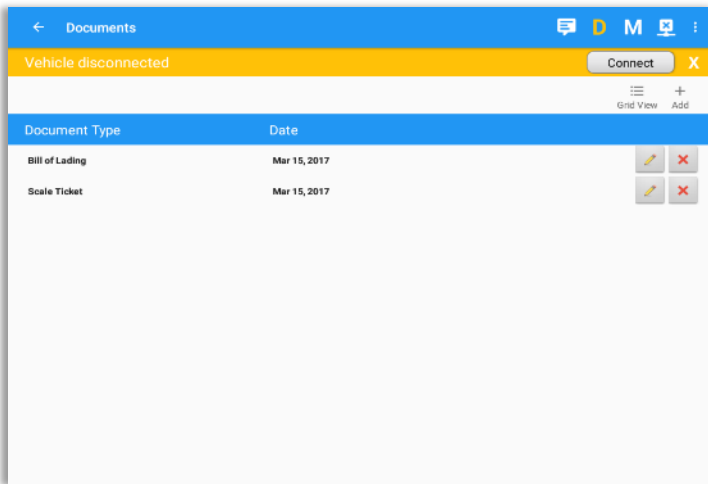 Documents D M
Vehicle disconnected Connect X
Grid View Add
Document Type Date
Bill of Lading Mar 15, 2017
Scale Ticket Mar 15, 2017